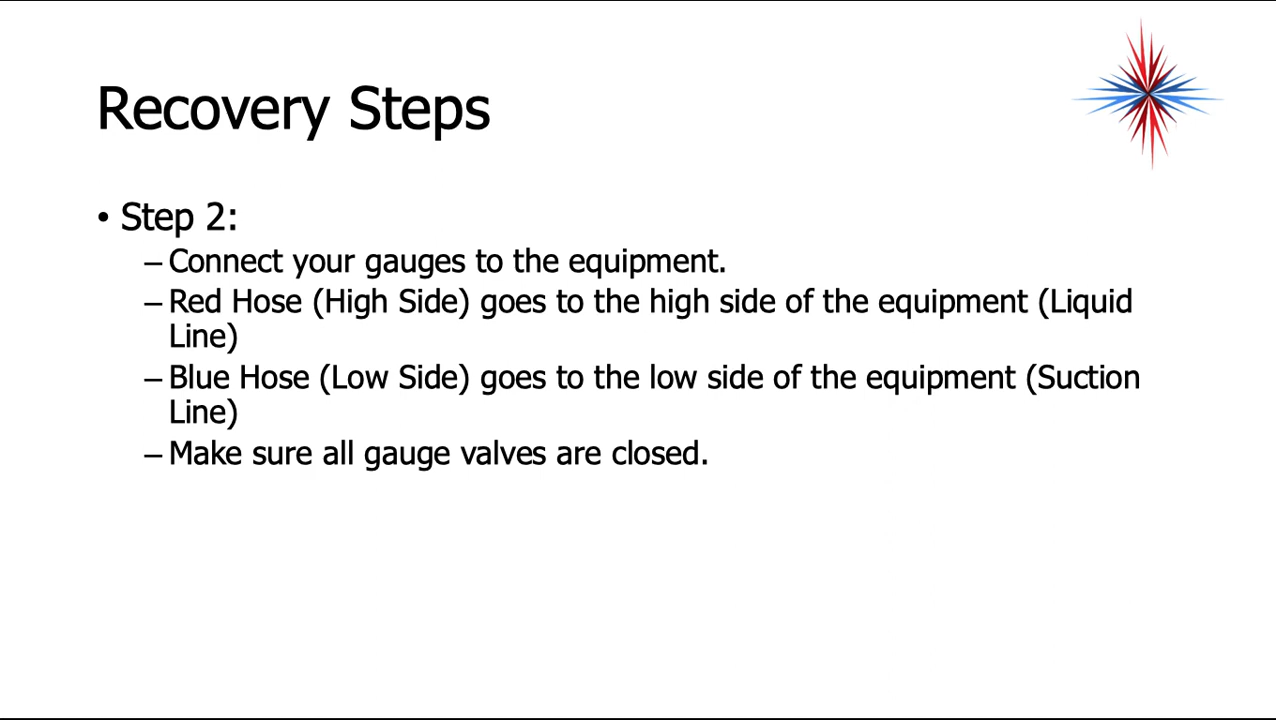 Recovery Steps
• Step 2:
– Connect your gauges to the equipment.
– Red Hose (High Side) goes to the high side of the equipment (Liquid
Line)
– Blue Hose (Low Side) goes to the low side of the equipment (Suction
Line)
– Make sure all gauge valves are closed.